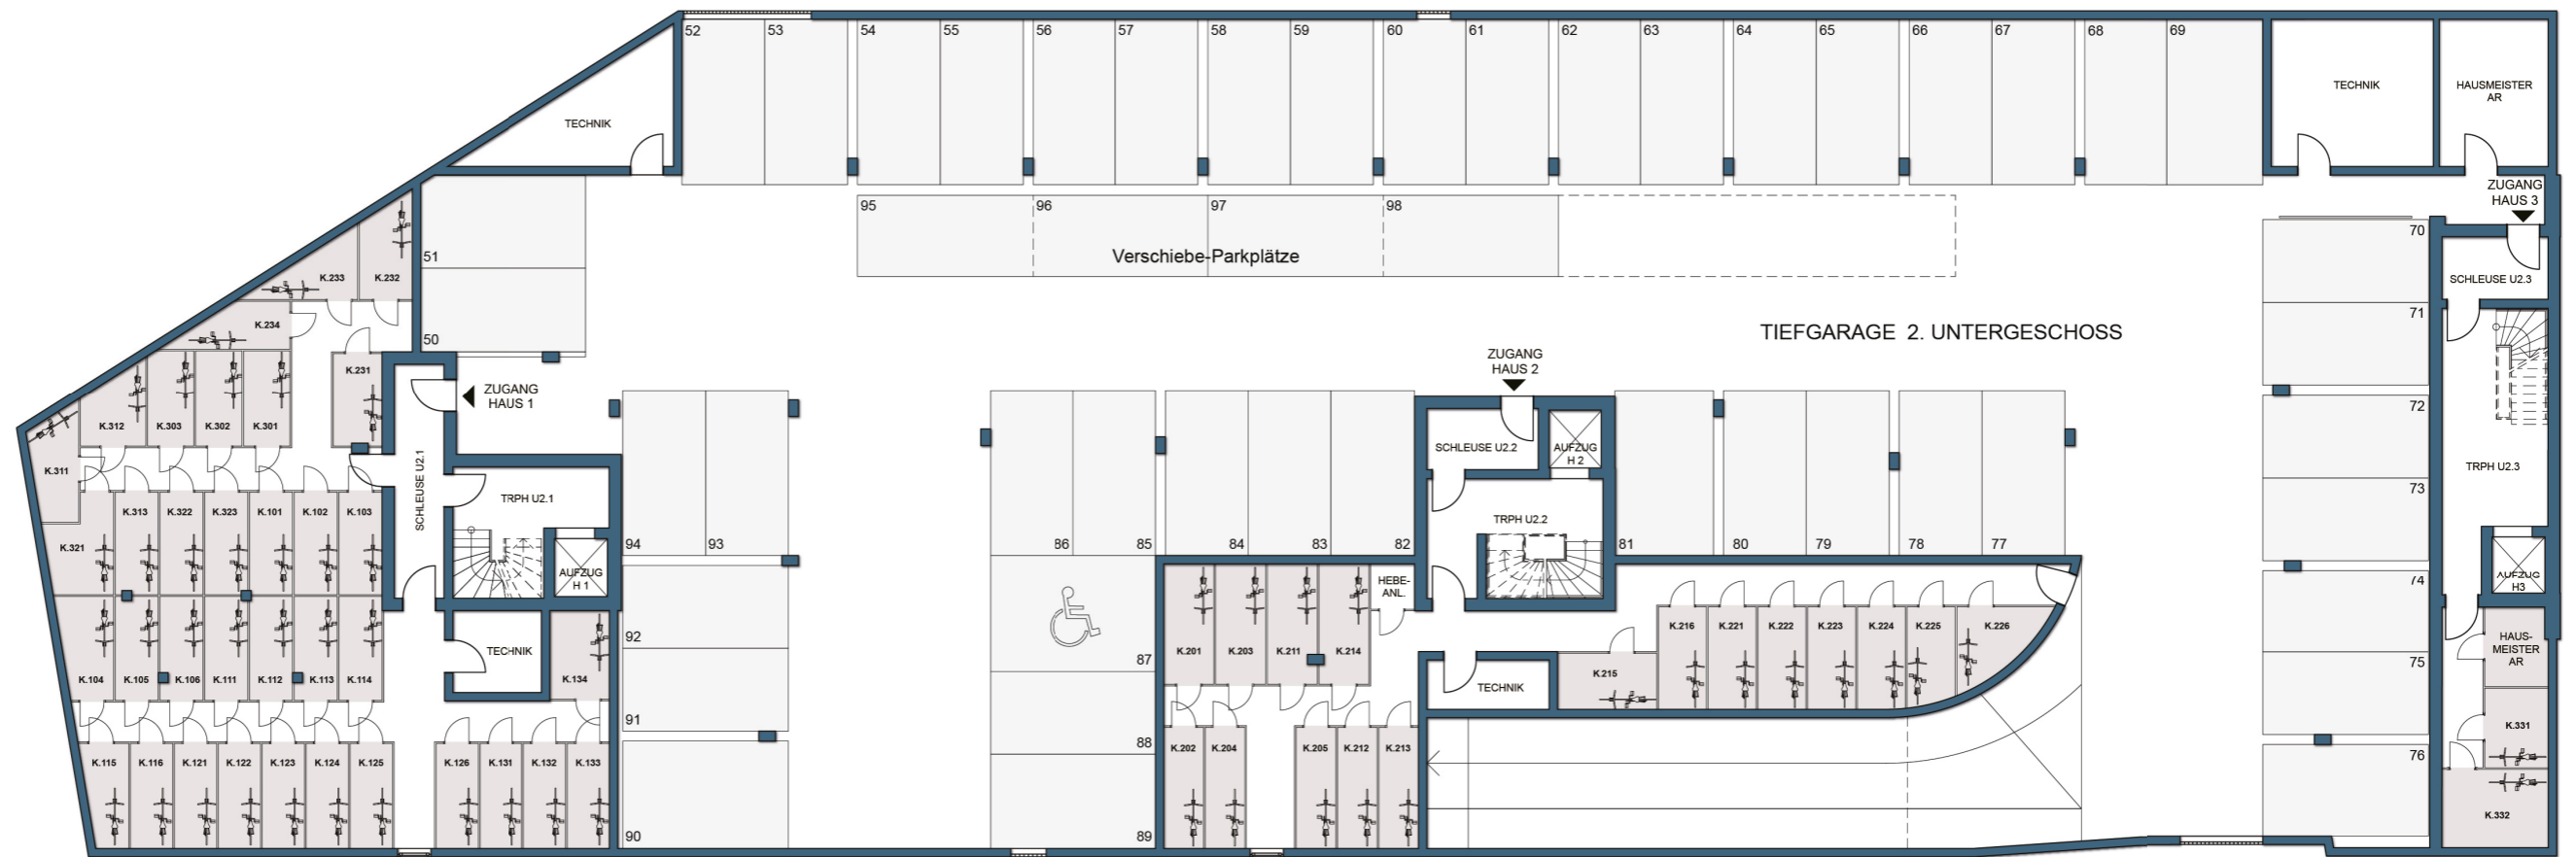 52 53 54 55 56 57 58 59 60 61 62 63 64 65 66 67 68 69
TECHNIK
HAUSMEISTER
AR
TECHNIK
ZUGANG
HAUS 3
95 96 97 98
Verschiebe-Parkplätze
51
50
70
71
72
73
74
75
76
SCHLEUSE U2.3
TRPH U2.3
AUFZUG
H3
HAUS-
MEISTER
AR
K.331
K.332
TIEFGARAGE 2. UNTERGESCHOSS
K.233 K.232
K.234
K.231
ZUGANG
HAUS 1
K.312 K.303 K.302 K.301
K.311
SCHLEUSE U2.1
K.313 K.322 K.323 K.101 K.102 K.103
K.321
TRPH U2.1
AUFZUG
H 1
K.104 K.105 K.106 K.111 K.112 K.113 K.114
TECHNIK
K.134
K.115 K.116 K.121 K.122 K.123 K.124 K.125 K.126 K.131 K.132 K.133
94 93
92
91
90
86 85 84 83 82
87
88
89
ZUGANG
HAUS 2
SCHLEUSE U2.2
AUFZUG
H 2
TRPH U2.2
81 80 79 78 77
HEBE-
ANL.
K.201 K.203 K.211 K.214
K.202 K.204 K.205 K.212 K.213
TECHNIK
K.215
K.216 K.221 K.222 K.223 K.224 K.225 K.226